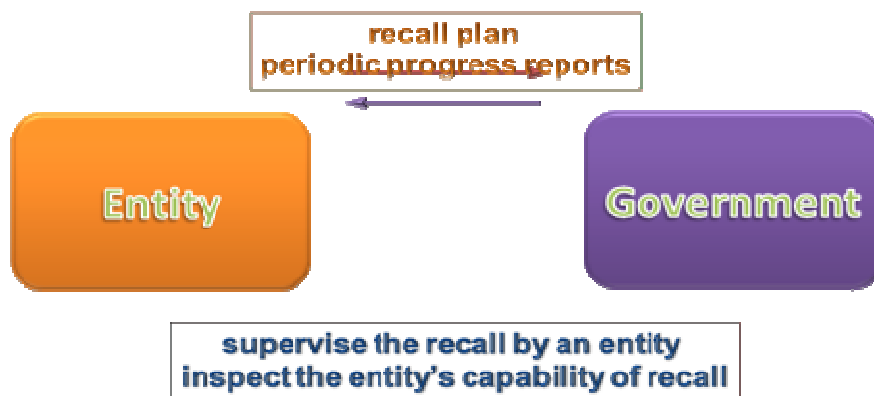 recall plan
periodic progress reports
Entity
Government
supervise the recall by an entity
inspect the entity's capability of recall